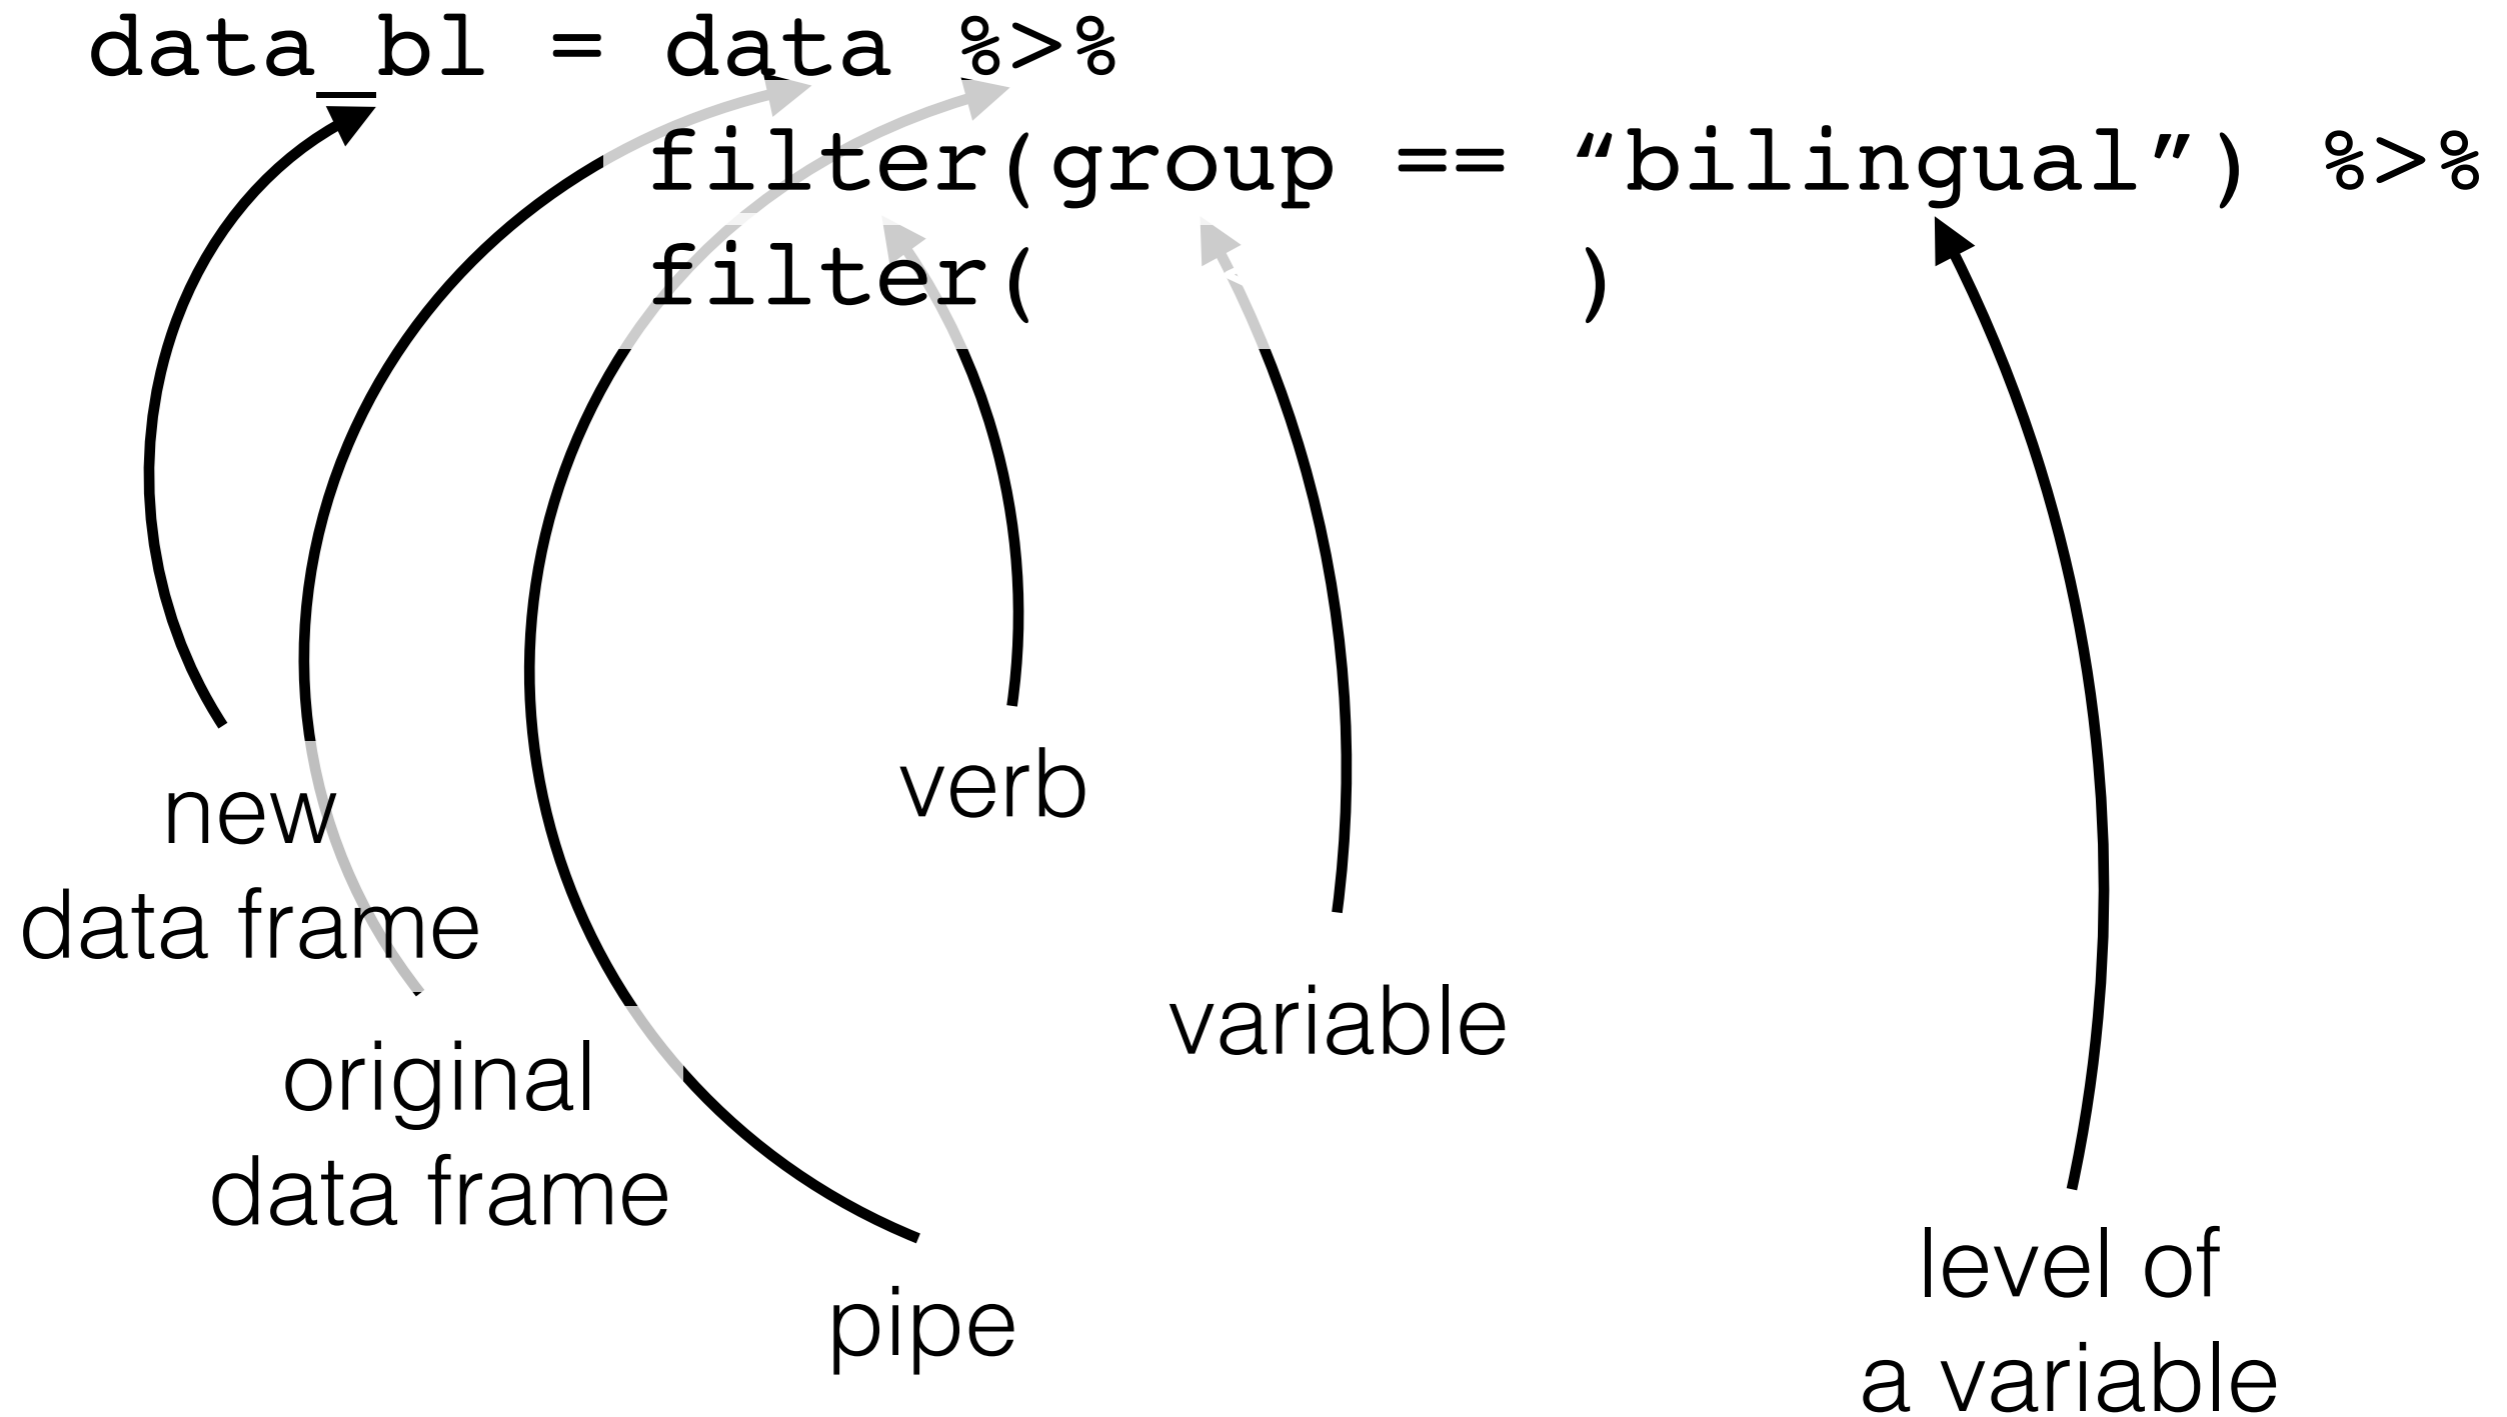 data_bl = data %>%
filter(group == “bilingual”) %>%
filter( )
verb
new
data frame
variable
original
data frame
level of
a variable
pipe